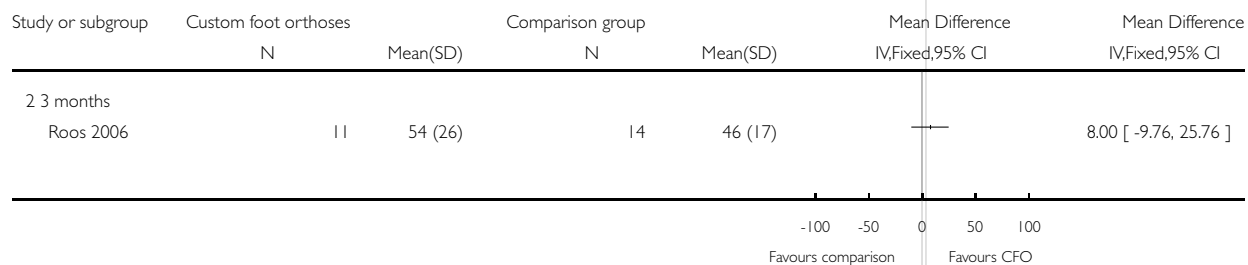 Study or subgroup Custom foot orthoses Comparison group Mean Difference Mean Difference
N Mean(SD) N Mean(SD) IV,Fixed,95% CI IV,Fixed,95% CI
2 3 months
Roos 2006 11 54 (26) 14 46 (17) 8.00 [ -9.76, 25.76 ]
-100 -50 0 50 100
Favours comparison Favours CFO